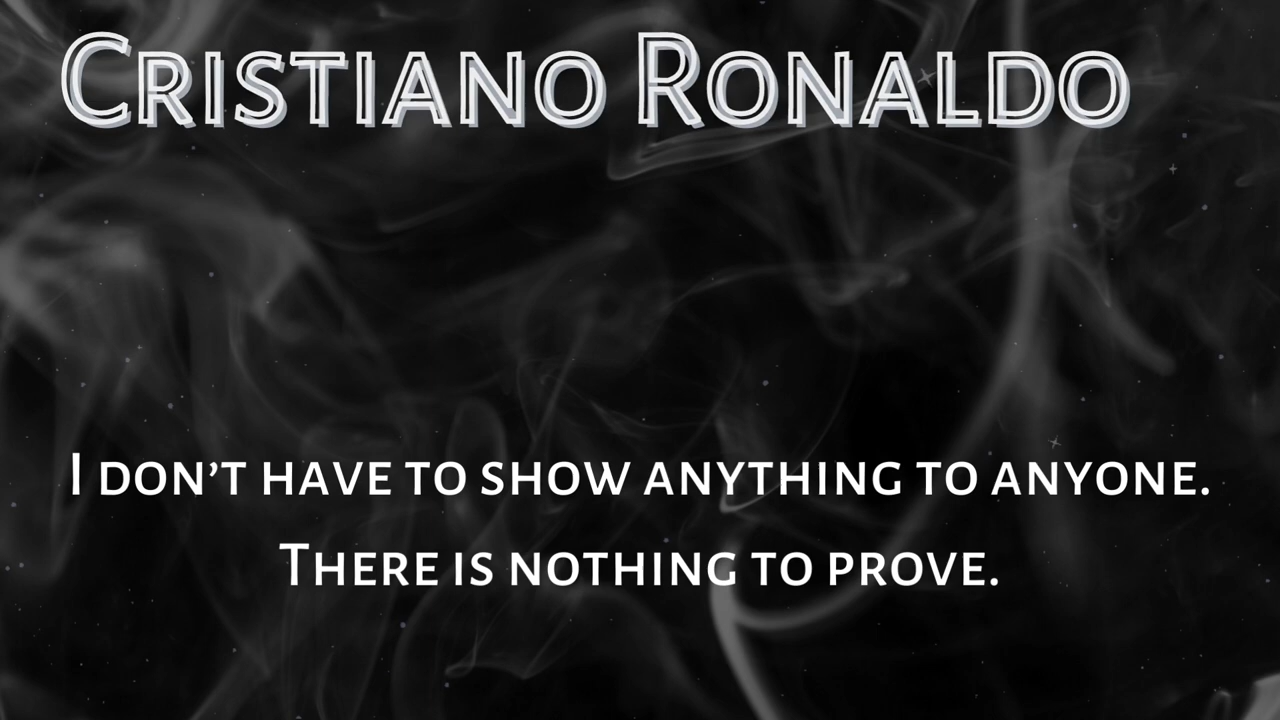 Cristiano Ronaldo
I don’t have to show anything to anyone.
There is nothing to prove.